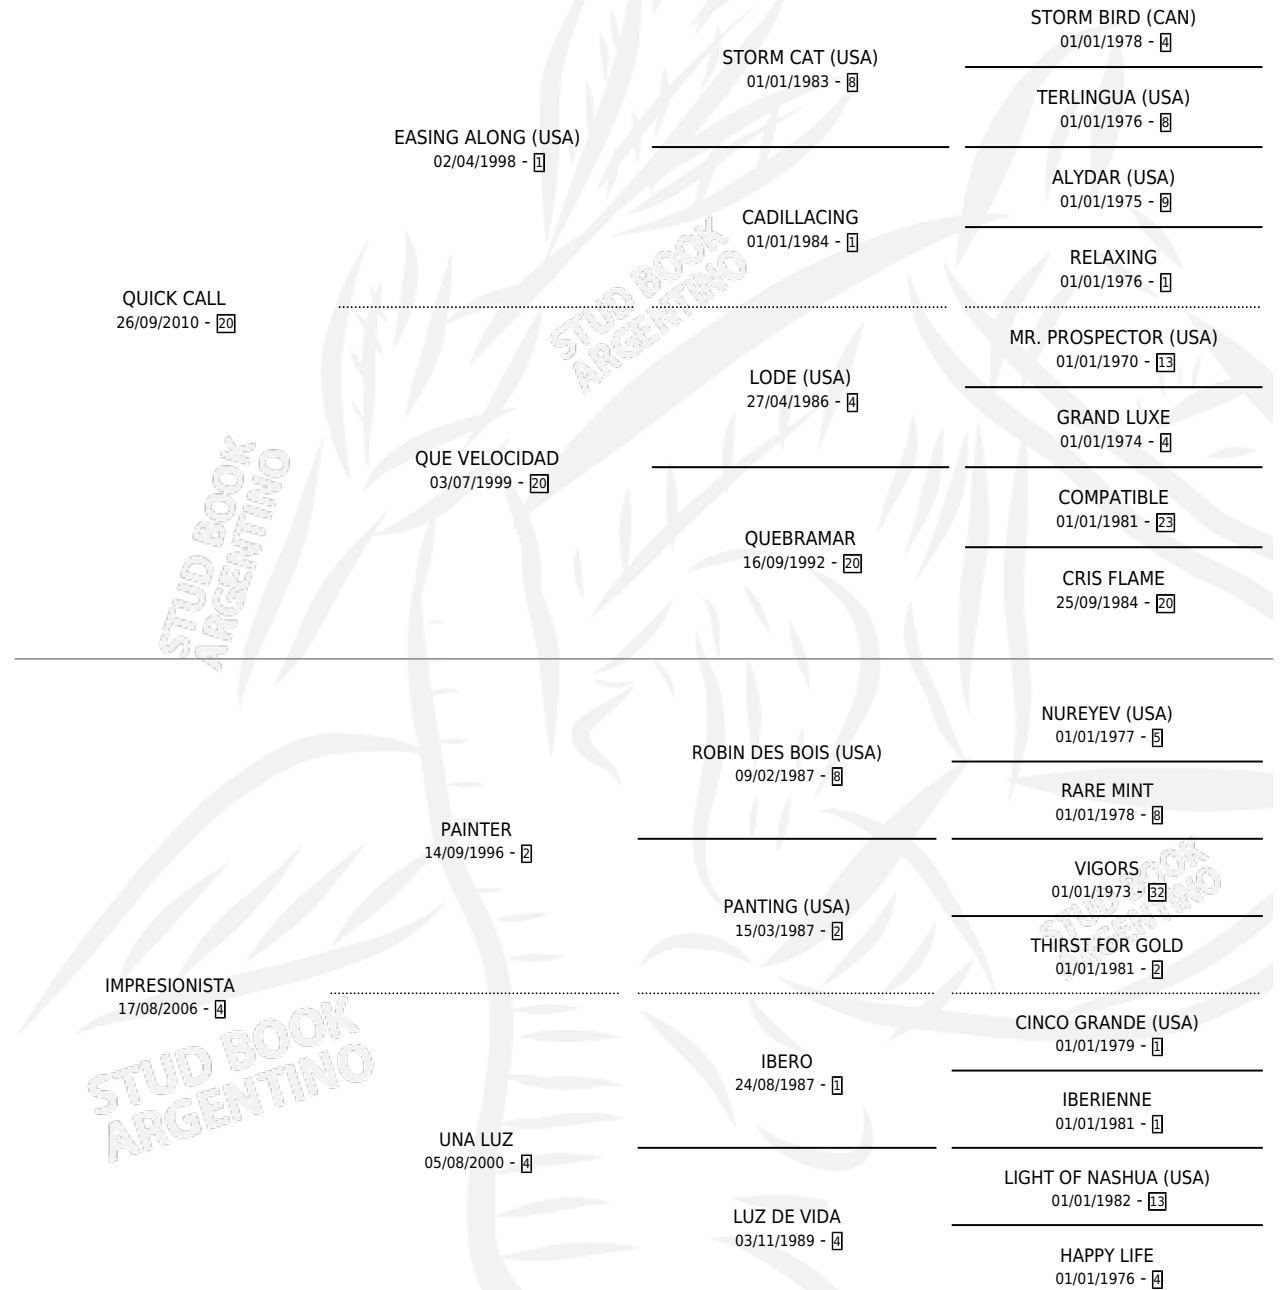 STORM BIRD (CAN)
01/01/1978 - 4
STORM CAT (USA)
01/01/1983 - 8
TERLINGUA (USA)
01/01/1976 - 8
EASING ALONG (USA)
02/04/1998 - 1
ALYDAR (USA)
01/01/1975 - 9
CADILLACING
01/01/1984 - 1
RELAXING
01/01/1976 - 1
QUICK CALL
26/09/2010 - 20
MR. PROSPECTOR (USA)
01/01/1970 - 13
LODE (USA)
27/04/1986 - 4
GRAND LUXE
01/01/1974 - 4
QUE VELOCIDAD
03/07/1999 - 20
COMPATIBLE
01/01/1981 - 23
QUEBRAMAR
16/09/1992 - 20
CRIS FLAME
25/09/1984 - 20
NUREYEV (USA)
01/01/1977 - 5
ROBIN DES BOIS (USA)
09/02/1987 - 8
RARE MINT
01/01/1978 - 8
PAINTER
14/09/1996 - 2
VIGORS
01/01/1973 - 32
PANTING (USA)
15/03/1987 - 2
THIRST FOR GOLD
01/01/1981 - 2
IMPRESIONISTA
17/08/2006 - 4
CINCO GRANDE (USA)
01/01/1979 - 1
IBERO
24/08/1987 - 1
IBERIENNE
01/01/1981 - 1
UNA LUZ
05/08/2000 - 4
LIGHT OF NASHUA (USA)
01/01/1982 - 13
LUZ DE VIDA
03/11/1989 - 4
HAPPY LIFE
01/01/1976 - 4
STUD BOOK
ARGENTINO
STUD BOOK
ARGENTINO
STUD BOOK
ARGENTINO
STUD BOOK
ARGENTINO